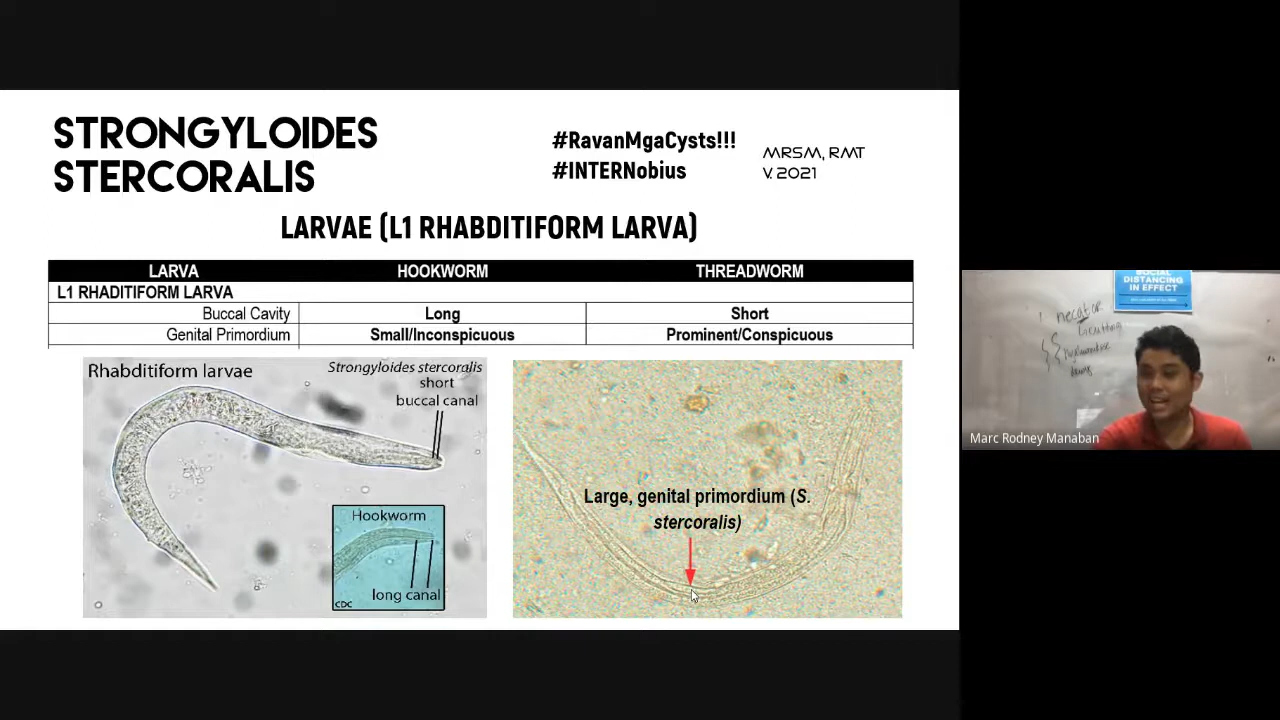 STRONGYLOIDES
STERCORALIS
#RavanMgaCysts!!!
#INTERNobius
MRSM, RMT
V. 2021
LARVAE (L1 RHABDITIFORM LARVA)
LARVA HOOKWORM THREADWORM
L1 RHADITIFORM LARVA
Buccal Cavity Long Short
Genital Primordium Small/Inconspicuous Prominent/Conspicuous
Rhabditiform larvae
Strongyloides stercoralis
short
buccal canal
Hookworm
long canal
CDC
Large, genital primordium (S.
stercoralis)
SOCIAL
DISTANCING
IN EFFECT
necator
Marc Rodney Manaban